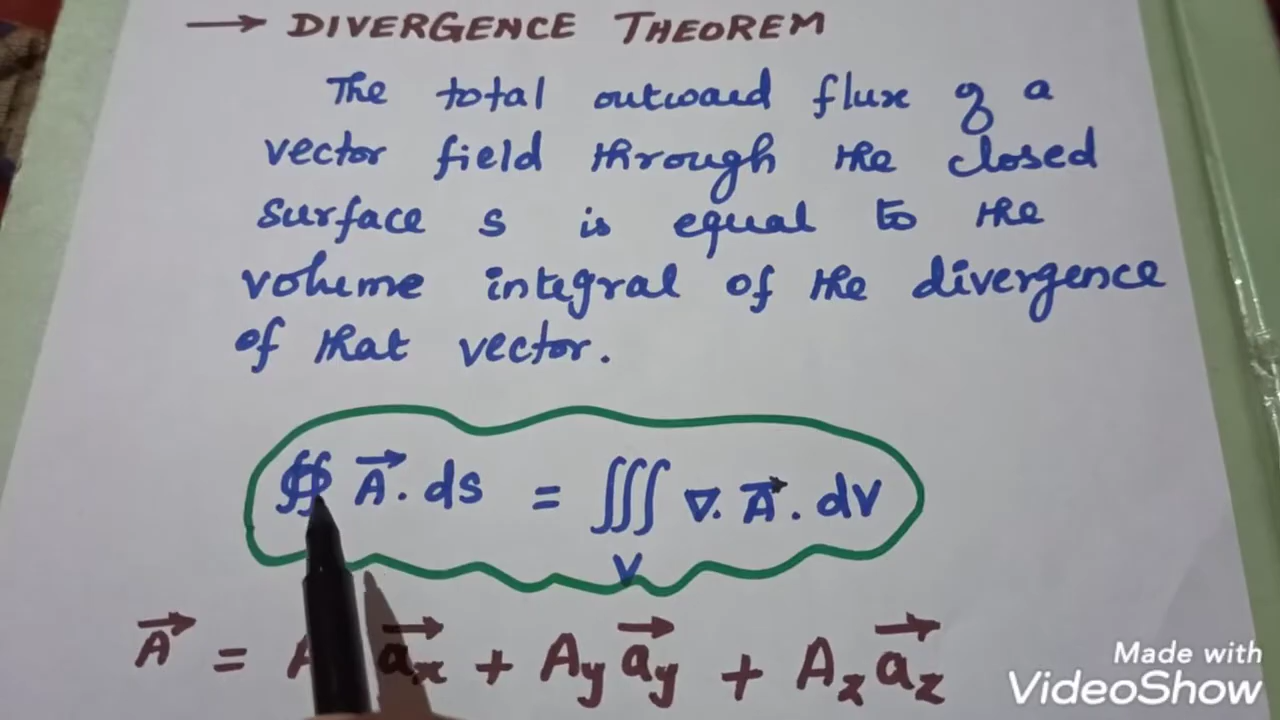 → DIVERGENCE THEOREM
The total outward flux of a
vector field through the closed
surface s is equal to the
volume integral of the divergence
of that vector.
∯ A⃗. ds = ∭ ∇. A⃗. dv
V
A⃗ = A a⃗x + Ay a⃗y + Az a⃗z
Made with
VideoShow